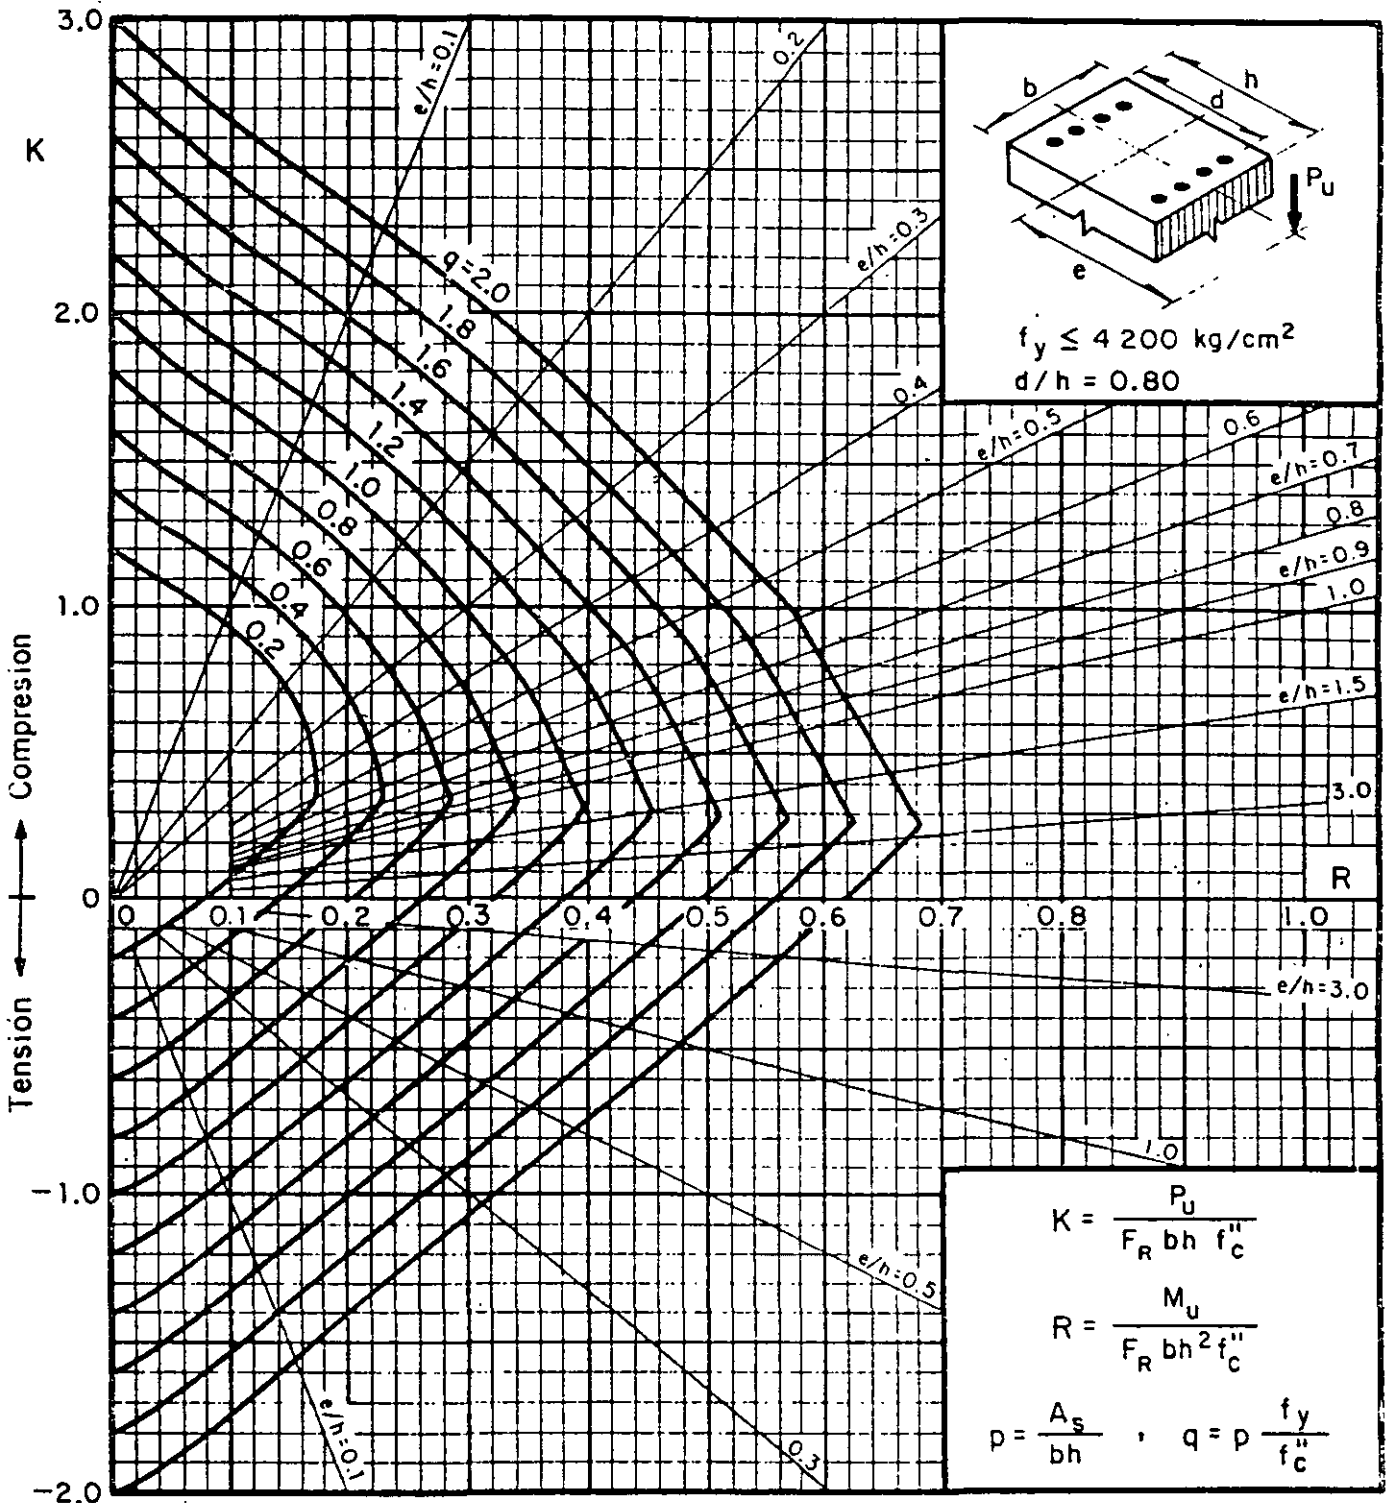 3.0
K
2.0
1.0
0
-1.0
-2.0
Compresion
Tensión
e/h=0.1
0.2
e/h=0.3
0.4
e/h=0.5
0.6
e/h=0.7
0.8
e/h=0.9
1.0
e/h=1.5
3.0
q=2.0
1.8
1.6
1.4
1.2
1.0
0.8
0.6
0.4
0.2
R
0 0.1 0.2 0.3 0.4 0.5 0.6 0.7 0.8 1.0
e/h=3.0
1.0
e/h=0.5
0.3
e/h=0.1
b
d
h
Pu
e
fy ≤ 4 200 kg/cm²
d/h = 0.80
K = Pu / FR bh f"c
R = Mu / FR bh² f"c
p = As / bh , q = p fy / f"c